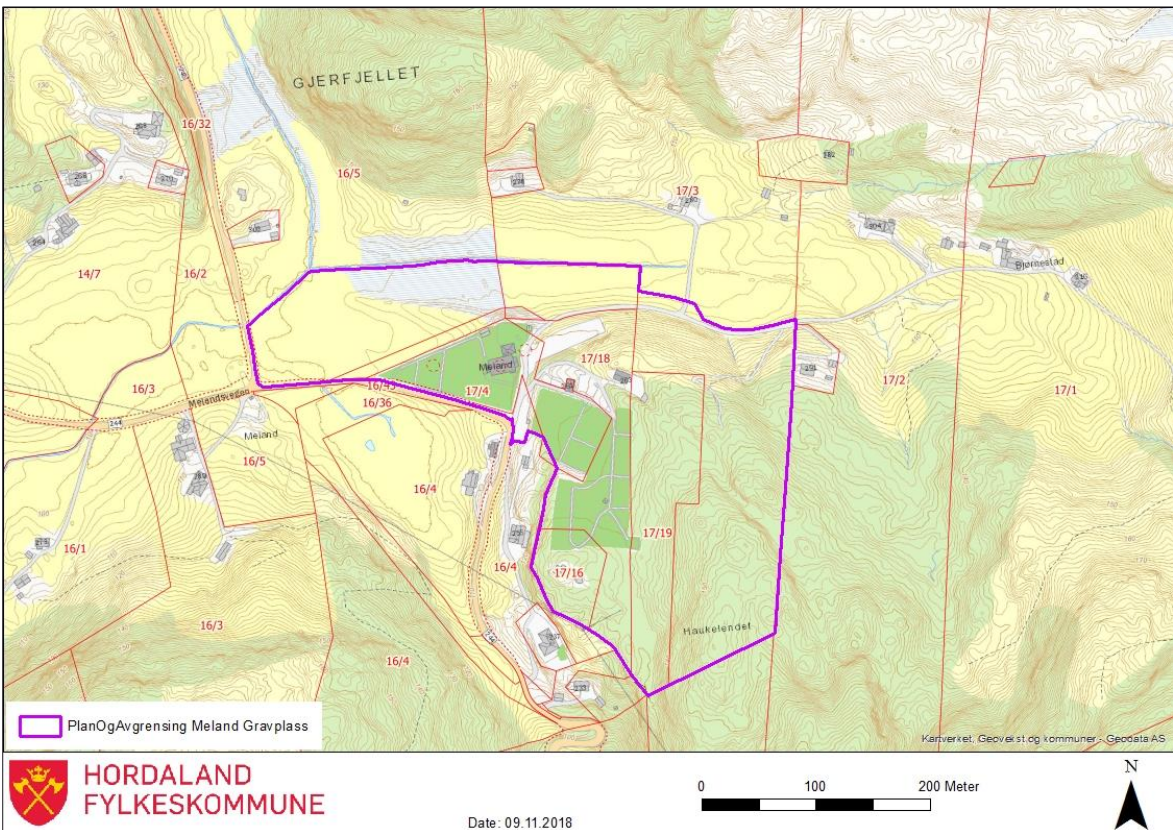 GJERFJELLET
16/32
16/5
17/3
14/7
16/2
Bjørnestad
Meland
17/18
16/3
16/43
17/4
17/2
17/1
16/36
Melandsvegen
244
Meland
16/5
16/4
17/19
16/1
16/4
17/16
16/3
16/4
Haukelendet
PlanOgAvgrensing Meland Gravplass
Kartverket, Geovekst og kommuner - Geodata AS
HORDALAND
FYLKESKOMMUNE
Date: 09.11.2018
0 100 200 Meter
N